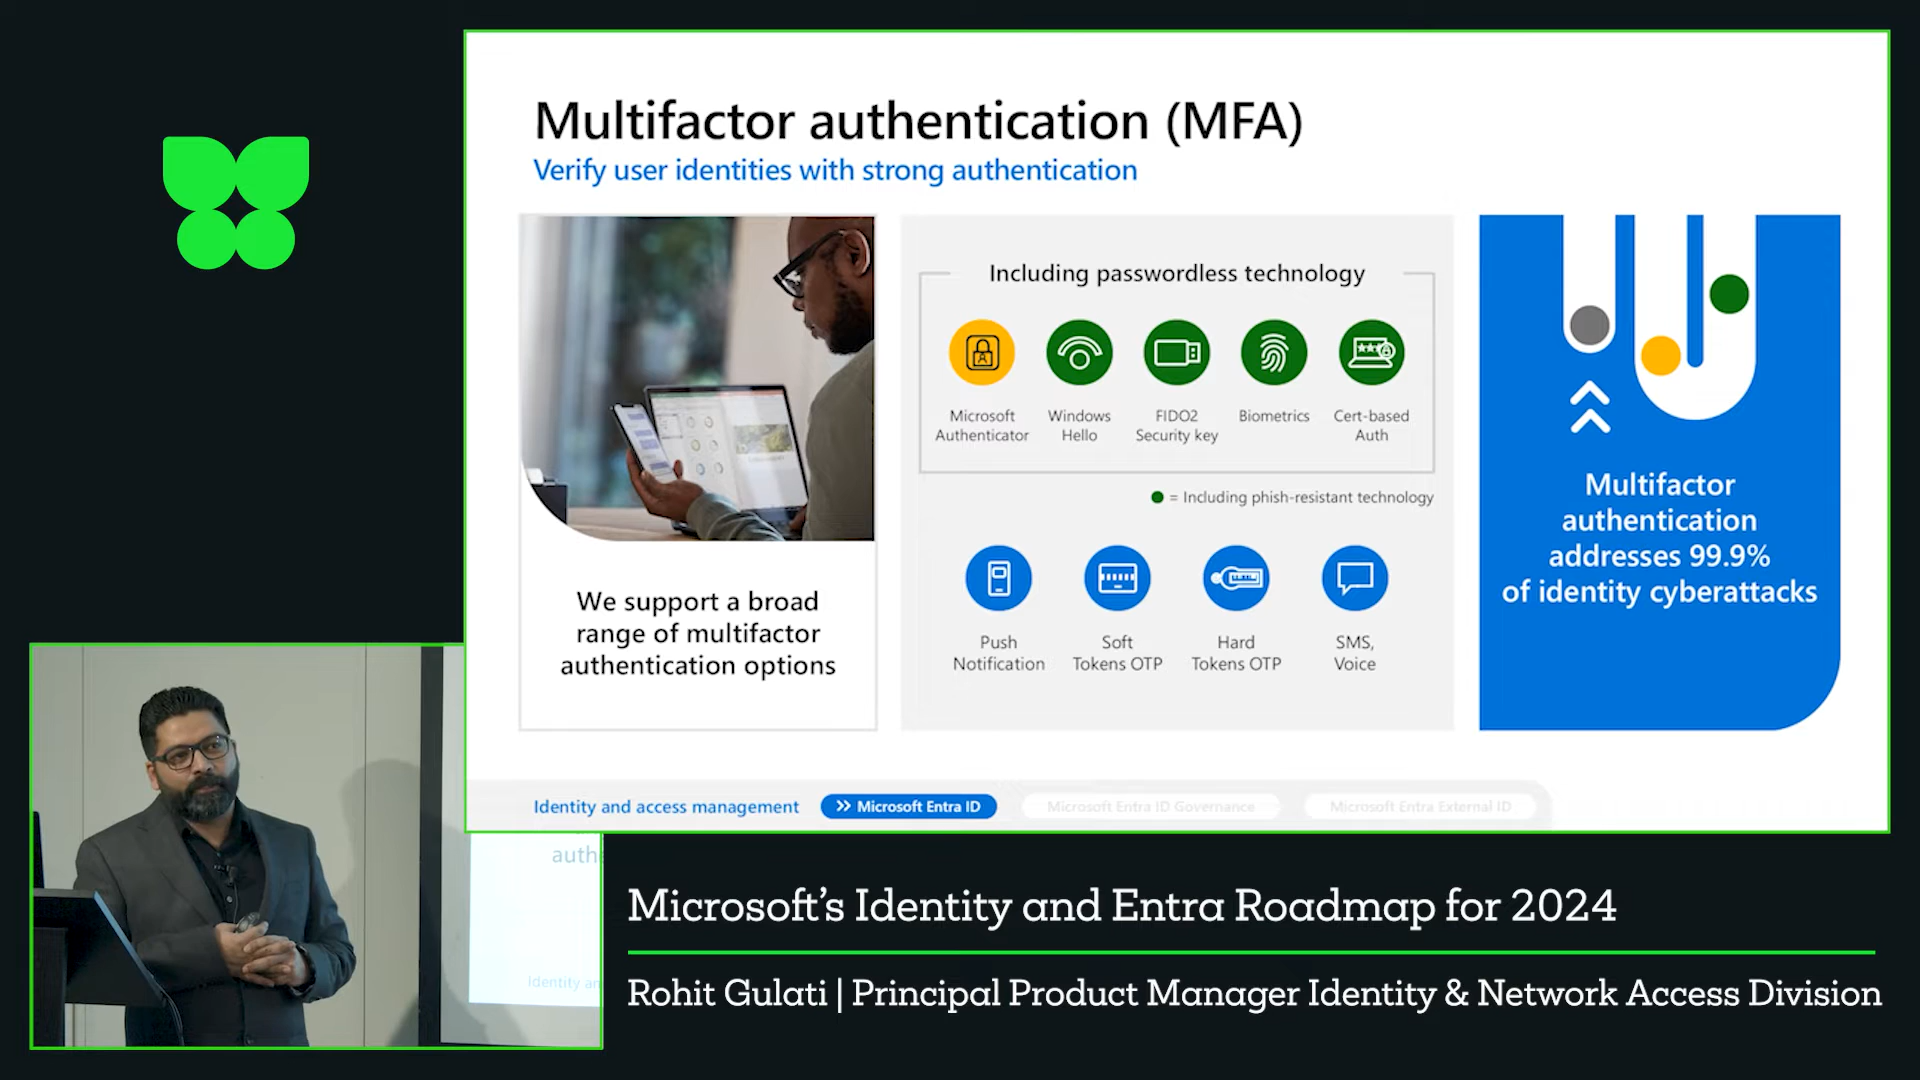 Multifactor authentication (MFA)
Verify user identities with strong authentication
We support a broad
range of multifactor
authentication options
Including passwordless technology
Microsoft
Authenticator
Windows
Hello
FIDO2
Security key
Biometrics
Cert-based
Auth
= Including phish-resistant technology
Push
Notification
Soft
Tokens OTP
Hard
Tokens OTP
SMS,
Voice
Multifactor
authentication
addresses 99.9%
of identity cyberattacks
Identity and access management
Microsoft Entra ID
Microsoft Entra ID Governance
Microsoft Entra External ID
auth
Identity an
Microsoft’s Identity and Entra Roadmap for 2024
Rohit Gulati | Principal Product Manager Identity & Network Access Division